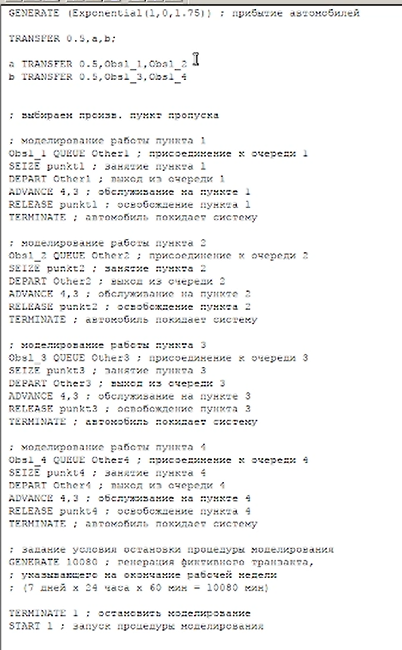 GENERATE (Exponential(1,0,1.75)) ; прибытие автомобилей
TRANSFER 0.5,a,b;
a TRANSFER 0.5,Obsl_1,Obsl_2
b TRANSFER 0.5,Obsl_3,Obsl_4
; выбираем произв. пункт пропуска
; моделирование работы пункта 1
Obsl_1 QUEUE Other1 ; присоединение к очереди 1
SEIZE punkt1 ; занятие пункта 1
DEPART Other1 ; выход из очереди 1
ADVANCE 4,3 ; обслуживание на пункте 1
RELEASE punkt1 ; освобождение пункта 1
TERMINATE ; автомобиль покидает систему
; моделирование работы пункта 2
Obsl_2 QUEUE Other2 ; присоединение к очереди 2
SEIZE punkt2 ; занятие пункта 2
DEPART Other2 ; выход из очереди 2
ADVANCE 4,3 ; обслуживание на пункте 2
RELEASE punkt2 ; освобождение пункта 2
TERMINATE ; автомобиль покидает систему
; моделирование работы пункта 3
Obsl_3 QUEUE Other3 ; присоединение к очереди 3
SEIZE punkt3 ; занятие пункта 3
DEPART Other3 ; выход из очереди 3
ADVANCE 4,3 ; обслуживание на пункте 3
RELEASE punkt3 ; освобождение пункта 3
TERMINATE ; автомобиль покидает систему
; моделирование работы пункта 4
Obsl_4 QUEUE Other4 ; присоединение к очереди 4
SEIZE punkt4 ; занятие пункта 4
DEPART Other4 ; выход из очереди 4
ADVANCE 4,3 ; обслуживание на пункте 4
RELEASE punkt4 ; освобождение пункта 4
TERMINATE ; автомобиль покидает систему
; задание условия остановки процедуры моделирования
GENERATE 10080 ; генерация фиктивного транзакта,
; указывающего на окончание рабочей недели
; (7 дней x 24 часа x 60 мин = 10080 мин)
TERMINATE 1 ; остановить моделирование
START 1 ; запуск процедуры моделирования